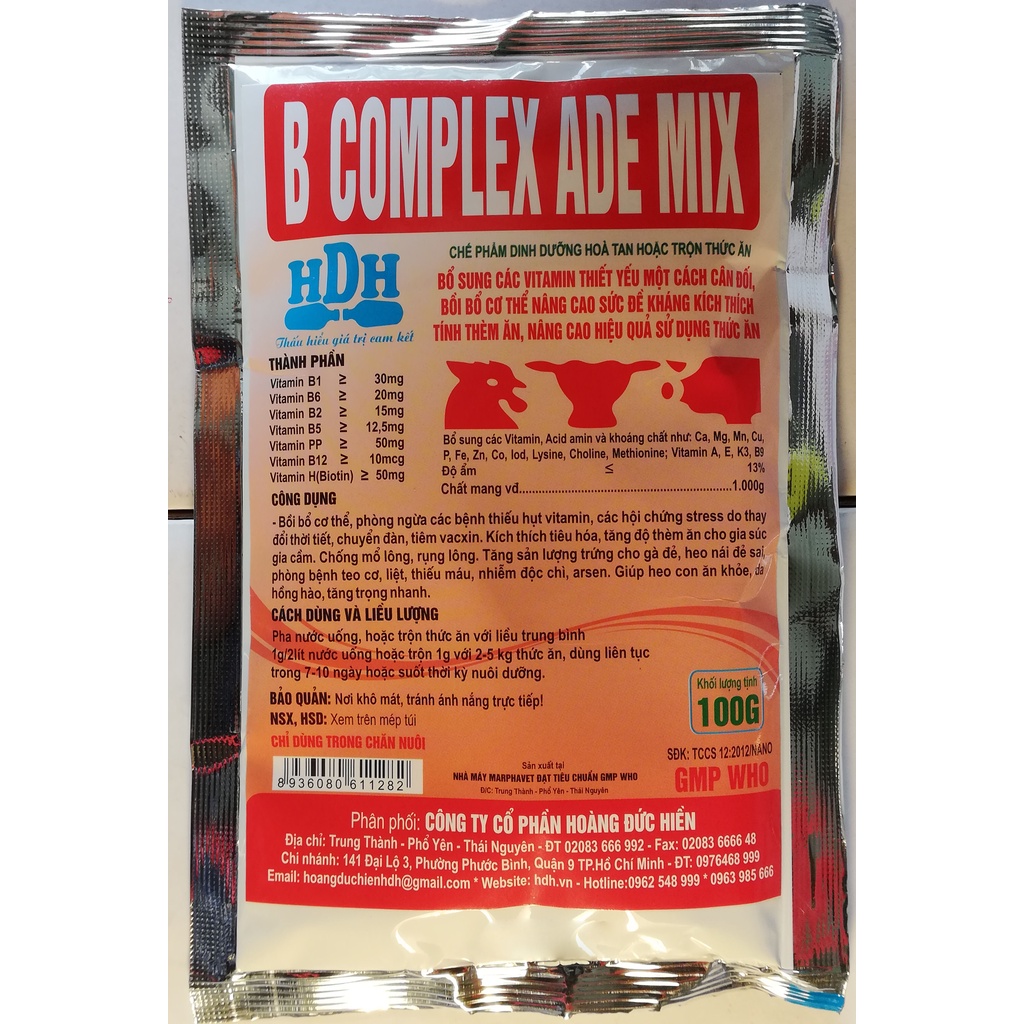 B COMPLEX ADE MIX
HDH
Thấu hiểu giá trị cam kết
CHẾ PHẨM DINH DƯỠNG HOÀ TAN HOẶC TRỘN THỨC ĂN
BỔ SUNG CÁC VITAMIN THIẾT YẾU MỘT CÁCH CÂN ĐỐI,
BỒI BỔ CƠ THỂ NÂNG CAO SỨC ĐỀ KHÁNG KÍCH THÍCH
TÍNH THÈM ĂN, NÂNG CAO HIỆU QUẢ SỬ DỤNG THỨC ĂN
THÀNH PHẦN
Vitamin B1 ≥ 30mg
Vitamin B6 ≥ 20mg
Vitamin B2 ≥ 15mg
Vitamin B5 ≥ 12,5mg
Vitamin PP ≥ 50mg
Vitamin B12 ≥ 10mcg
Vitamin H(Biotin) ≥ 50mg
Bổ sung các Vitamin, Acid amin và khoáng chất như: Ca, Mg, Mn, Cu,
P, Fe, Zn, Co, Iod, Lysine, Choline, Methionine; Vitamin A, E, K3, B9
Độ ẩm ≤ 13%
Chất mang vđ.....................................................1.000g
CÔNG DỤNG
- Bồi bổ cơ thể, phòng ngừa các bệnh thiếu hụt vitamin, các hội chứng stress do thay
đổi thời tiết, chuyển đàn, tiêm vacxin. Kích thích tiêu hóa, tăng độ thèm ăn cho gia súc
gia cầm. Chống mổ lông, rụng lông. Tăng sản lượng trứng cho gà đẻ, heo nái đẻ sai,
phòng bệnh teo cơ, liệt, thiếu máu, nhiễm độc chì, arsen. Giúp heo con ăn khỏe, da
hồng hào, tăng trọng nhanh.
CÁCH DÙNG VÀ LIỀU LƯỢNG
Pha nước uống, hoặc trộn thức ăn với liều trung bình
1g/2lít nước uống hoặc trộn 1g với 2-5 kg thức ăn, dùng liên tục
trong 7-10 ngày hoặc suốt thời kỳ nuôi dưỡng.
BẢO QUẢN: Nơi khô mát, tránh ánh nắng trực tiếp!
NSX, HSD: Xem trên mép túi
CHỈ DÙNG TRONG CHĂN NUÔI
Khối lượng tịnh
100G
SĐK: TCCS 12:2012/NANO
GMP WHO
8 936080 611282
Sản xuất tại
NHÀ MÁY MARPHAVET ĐẠT TIÊU CHUẨN GMP WHO
Đ/C: Trung Thành - Phổ Yên - Thái Nguyên
Phân phối: CÔNG TY CỔ PHẦN HOÀNG ĐỨC HIỀN
Địa chỉ: Trung Thành - Phổ Yên - Thái Nguyên - ĐT 02083 666 992 - Fax: 02083 6666 48
Chi nhánh: 141 Đại Lộ 3, Phường Phước Bình, Quận 9 TP.Hồ Chí Minh - ĐT: 0976468 999
Email: hoangduchienhdh@gmail.com * Website: hdh.vn - Hotline:0962 548 999 * 0963 985 666